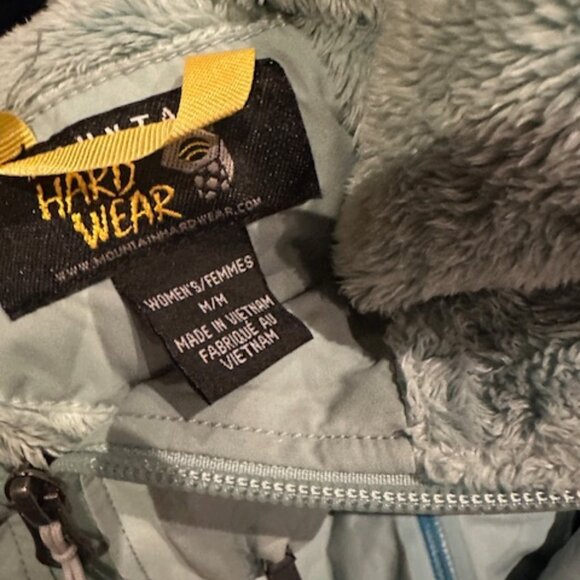 HARD
WEAR
WWW.MOUNTAINHARDWEAR.COM
WOMEN'S/FEMMES
M/M
MADE IN VIETNAM
FABRIQUÉ AU
VIETNAM